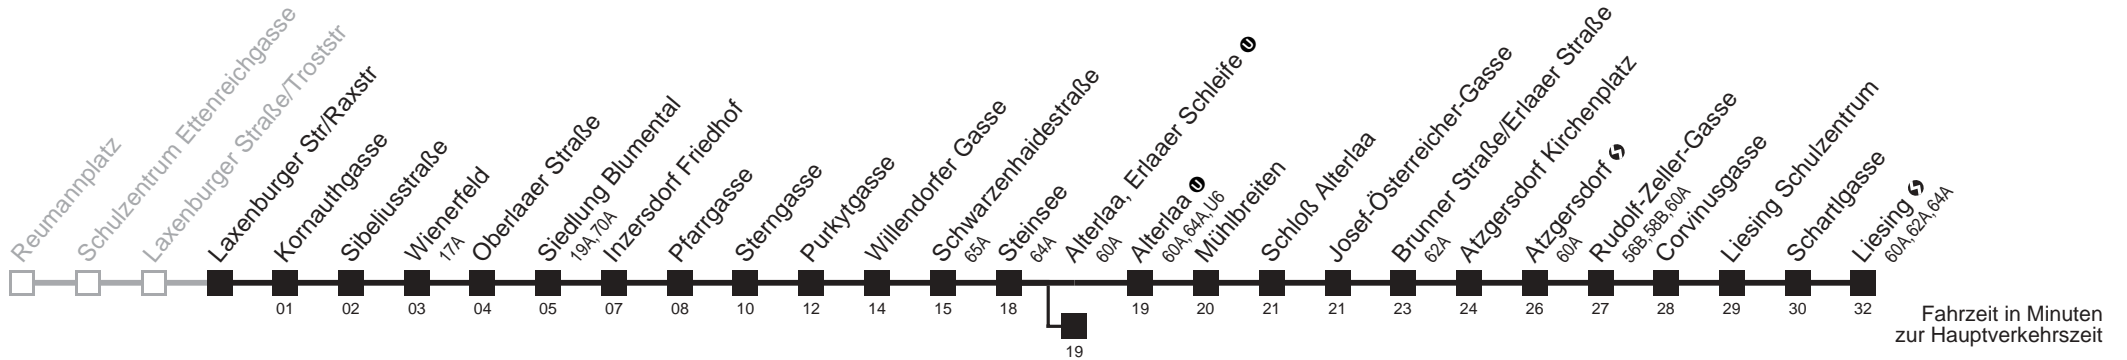 Reumannplatz
Schulzentrum Ettenreichgasse
Laxenburger Straße/Troststr
Laxenburger Str/Raxstr
Kornauthgasse
01
Sibeliusstraße
02
Wienerfeld
17A
03
Oberlaaer Straße
04
Siedlung Blumental
19A,70A
05
Inzersdorf Friedhof
07
Pfarrgasse
08
Sterngasse
10
Purkytgasse
12
Willendorfer Gasse
14
Schwarzenhaidestraße
65A
15
Steinsee
64A
18
Alterlaa, Erlaaer Schleife U
60A
19
Alterlaa U
60A,64A,U6
19
Mühlbreiten
20
Schloß Alterlaa
21
Josef-Österreicher-Gasse
21
Brunner Straße/Erlaaer Straße
62A
23
Atzgersdorf Kirchenplatz
24
Atzgersdorf
60A
26
Rudolf-Zeller-Gasse
56B,58B,60A
27
Corvinusgasse
28
Liesing Schulzentrum
29
Schartlgasse
30
Liesing
60A,62A,64A
32
Fahrzeit in Minuten
zur Hauptverkehrszeit